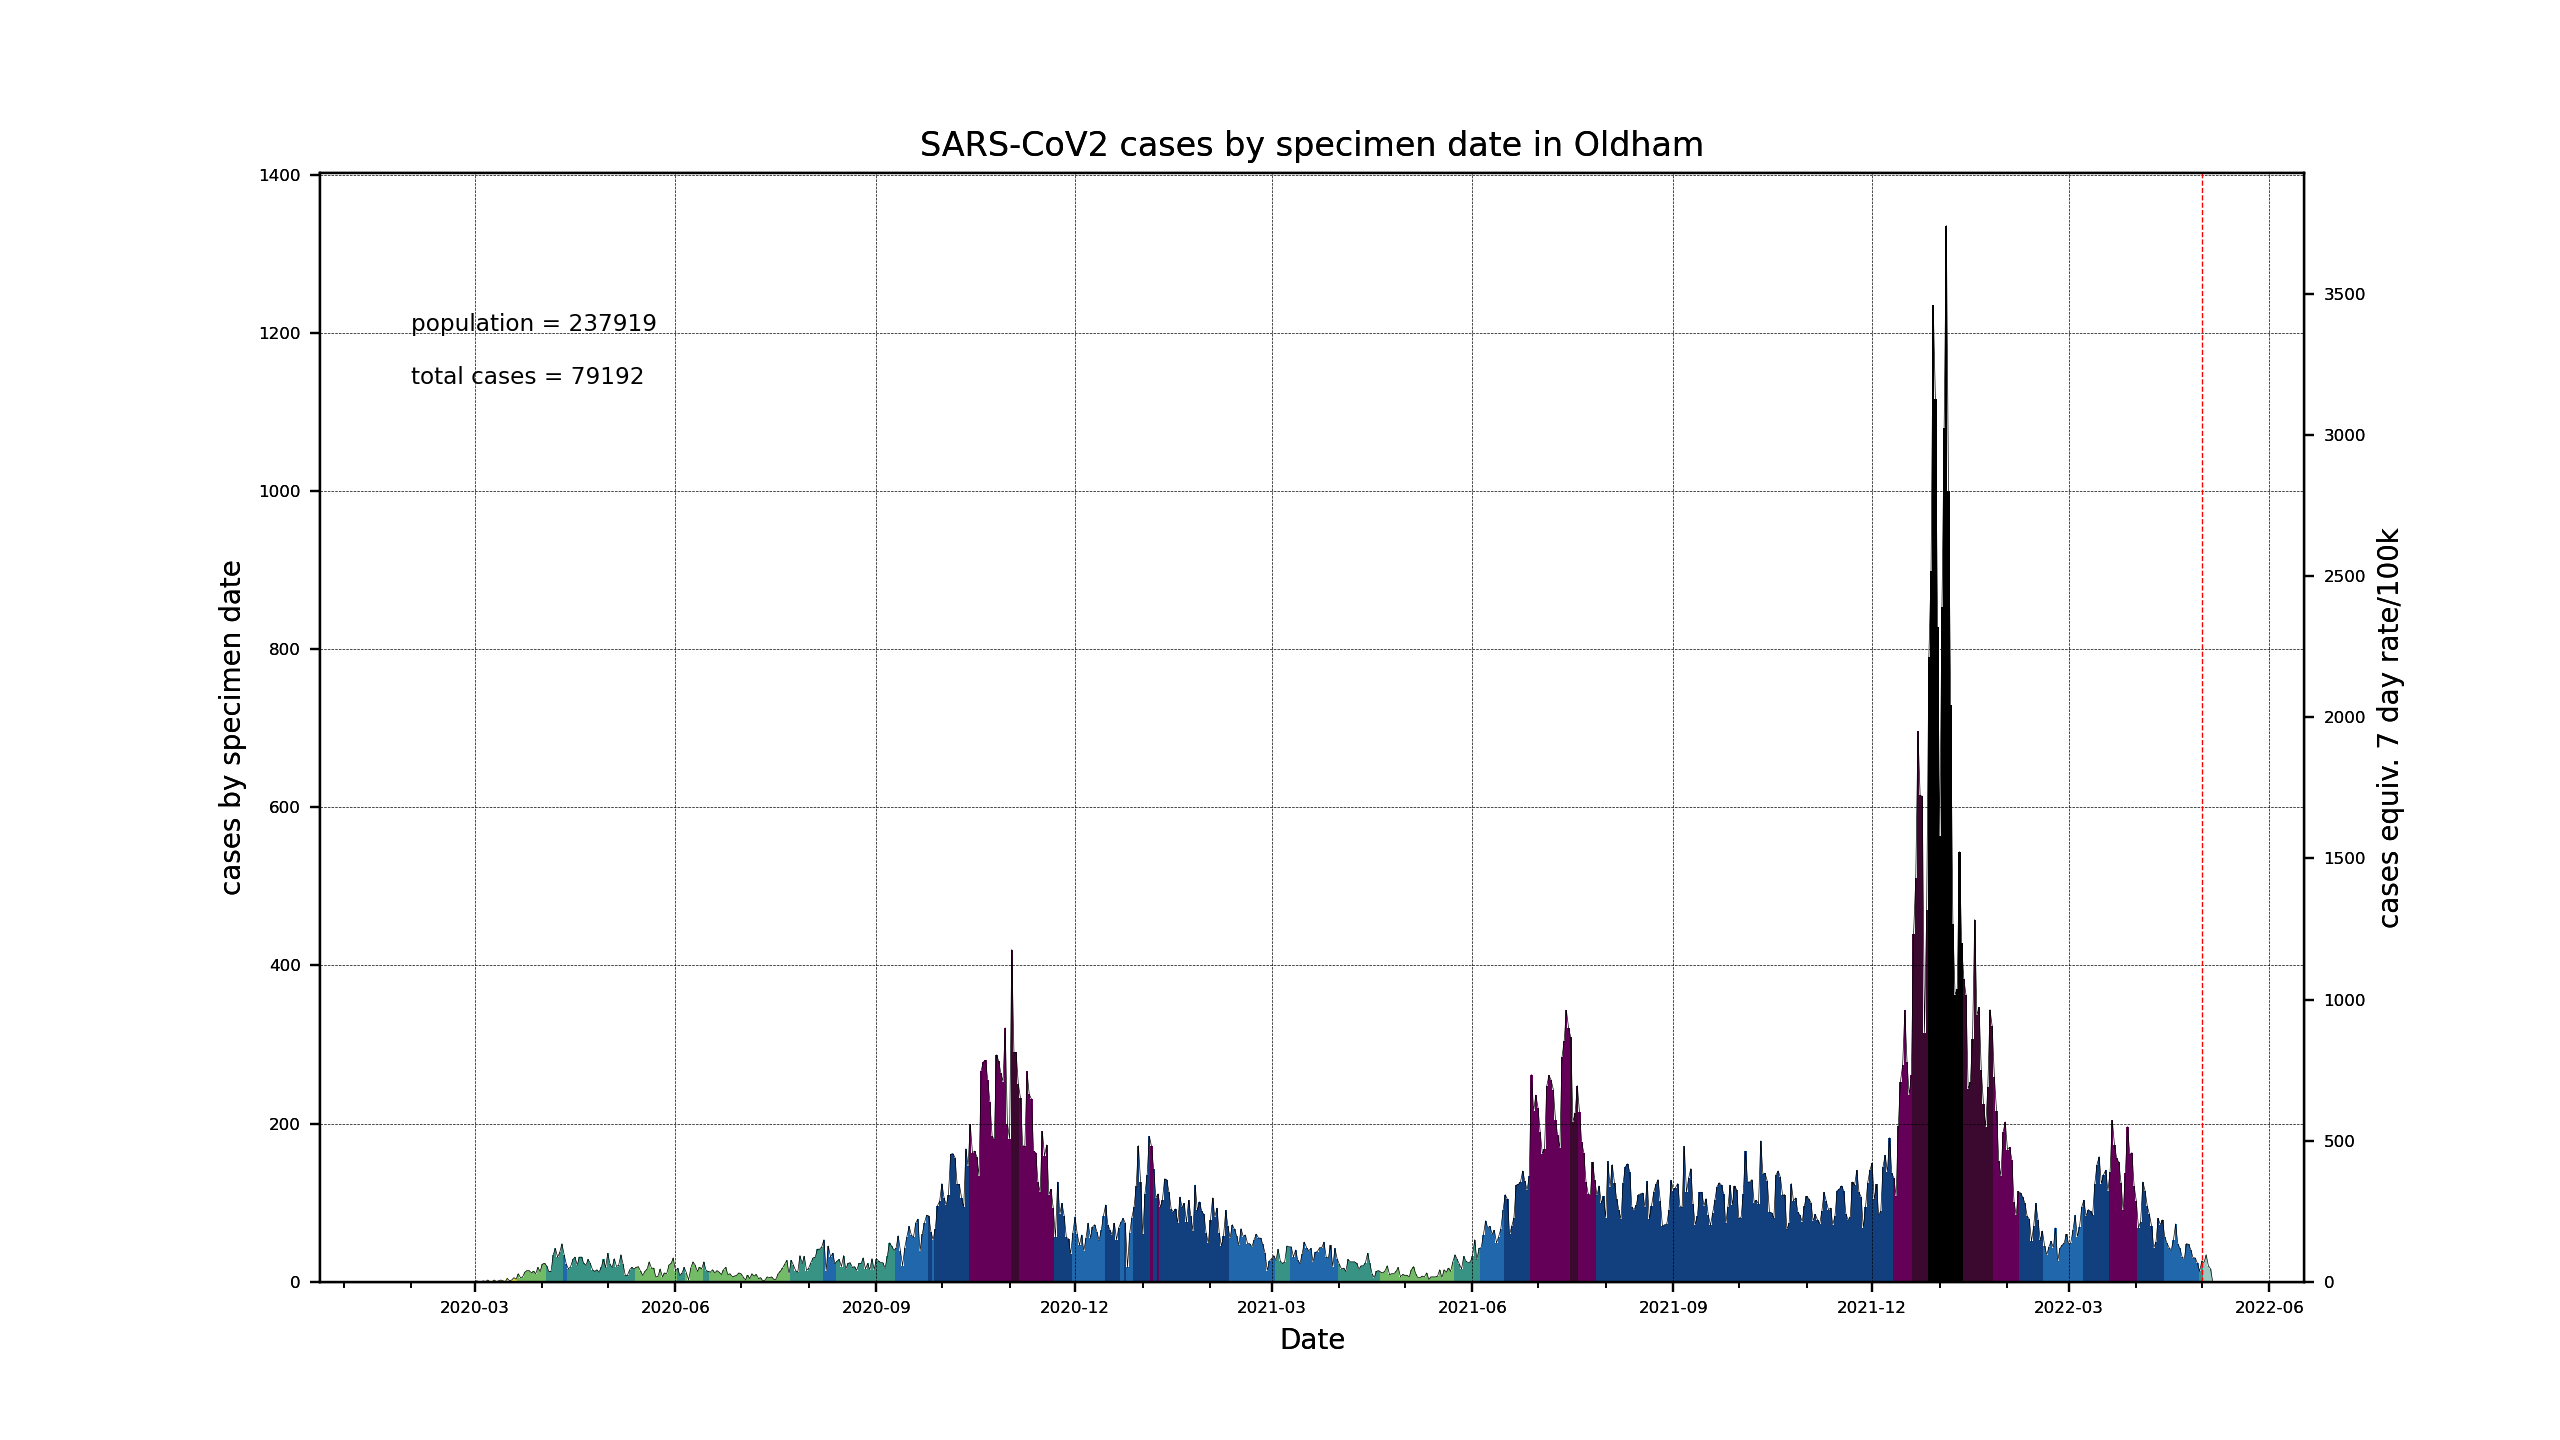 SARS-CoV2 cases by specimen date in Oldham
population = 237919
total cases = 79192
cases by specimen date
1400
1200
1000
800
600
400
200
0
3500
3000
2500
2000
1500
1000
500
0
cases equiv. 7 day rate/100k
2020-03 2020-06 2020-09 2020-12 2021-03 2021-06 2021-09 2021-12 2022-03 2022-06
Date